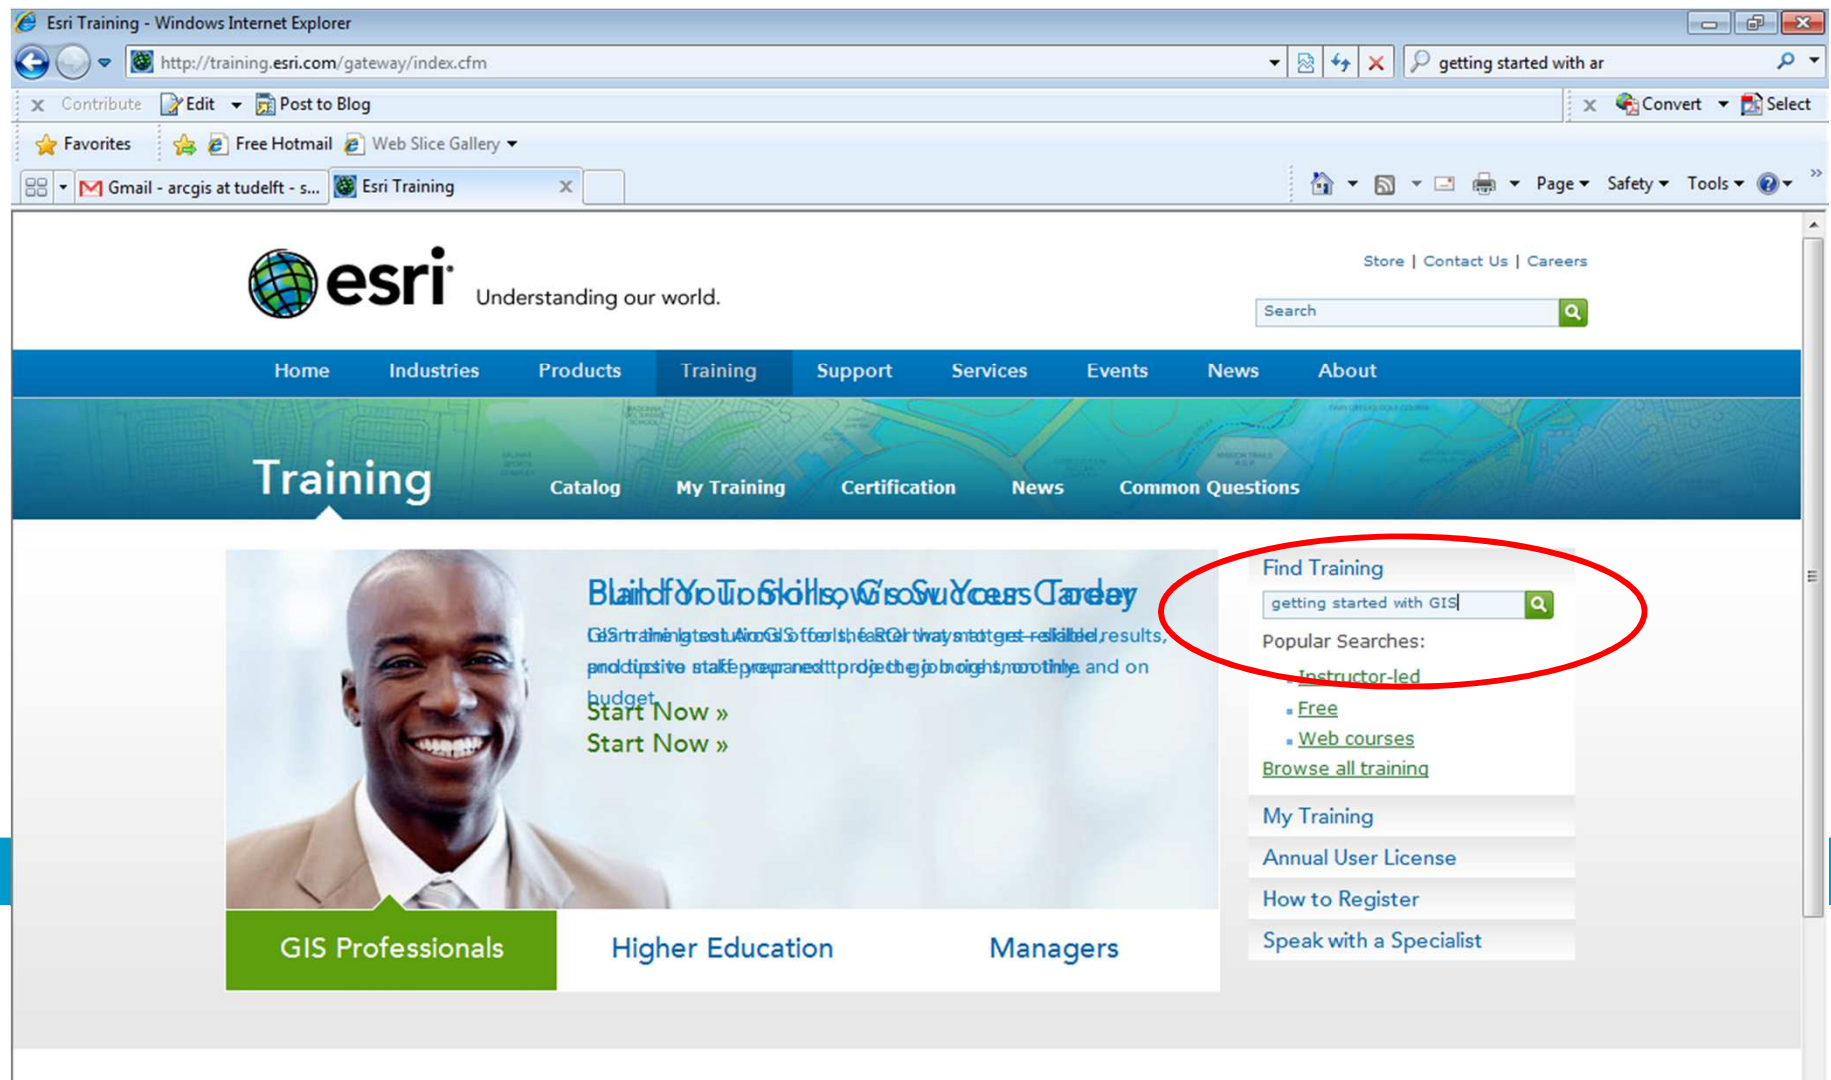 Esri Training - Windows Internet Explorer
http://training.esri.com/gateway/index.cfm
getting started with ar
x Contribute Edit Post to Blog
x Convert Select
Favorites Free Hotmail Web Slice Gallery
Gmail - arcgis at tudelft - s... Esri Training x
Page Safety Tools
esri Understanding our world.
Store | Contact Us | Careers
Search
Home Industries Products Training Support Services Events News About
Training Catalog My Training Certification News Common Questions
Start Now »
Start Now »
Find Training
getting started with GIS
Popular Searches:
Instructor-led
Free
Web courses
Browse all training
My Training
Annual User License
How to Register
Speak with a Specialist
GIS Professionals Higher Education Managers